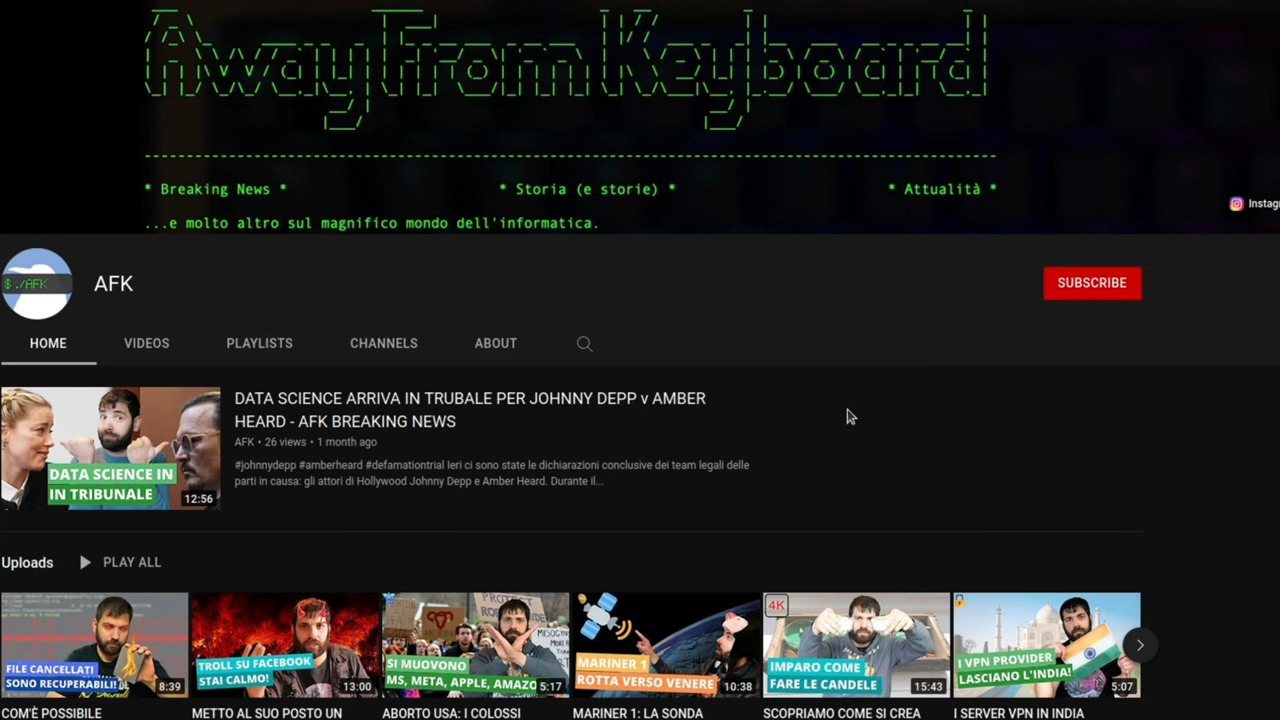 AwayFromKeyboard
* Breaking News * * Storia (e storie) * * Attualità *
...e molto altro sul magnifico mondo dell'informatica.
Instagr
$ ./AFK
AFK
SUBSCRIBE
HOME VIDEOS PLAYLISTS CHANNELS ABOUT
DATA SCIENCE IN
IN TRIBUNALE
12:56
DATA SCIENCE ARRIVA IN TRUBALE PER JOHNNY DEPP v AMBER
HEARD - AFK BREAKING NEWS
AFK • 26 views • 1 month ago
#johnnydepp #amberheard #defamationtrial Ieri ci sono state le dichiarazioni conclusive dei team legali delle
parti in causa: gli attori di Hollywood Johnny Depp e Amber Heard. Durante il...
Uploads PLAY ALL
FILE CANCELLATI
SONO RECUPERABILI!
8:39
TROLL SU FACEBOOK
STAI CALMO!
13:00
SI MUOVONO
MS, META, APPLE, AMAZO
5:17
MARINER 1
ROTTA VERSO VENERE
10:38
4K
IMPARO COME
FARE LE CANDELE
15:43
I VPN PROVIDER
LASCIANO L'INDIA!
5:07
COM'È POSSIBILE
METTO AL SUO POSTO UN
ABORTO USA: I COLOSSI
MARINER 1: LA SONDA
SCOPRIAMO COME SI CREA
I SERVER VPN IN INDIA